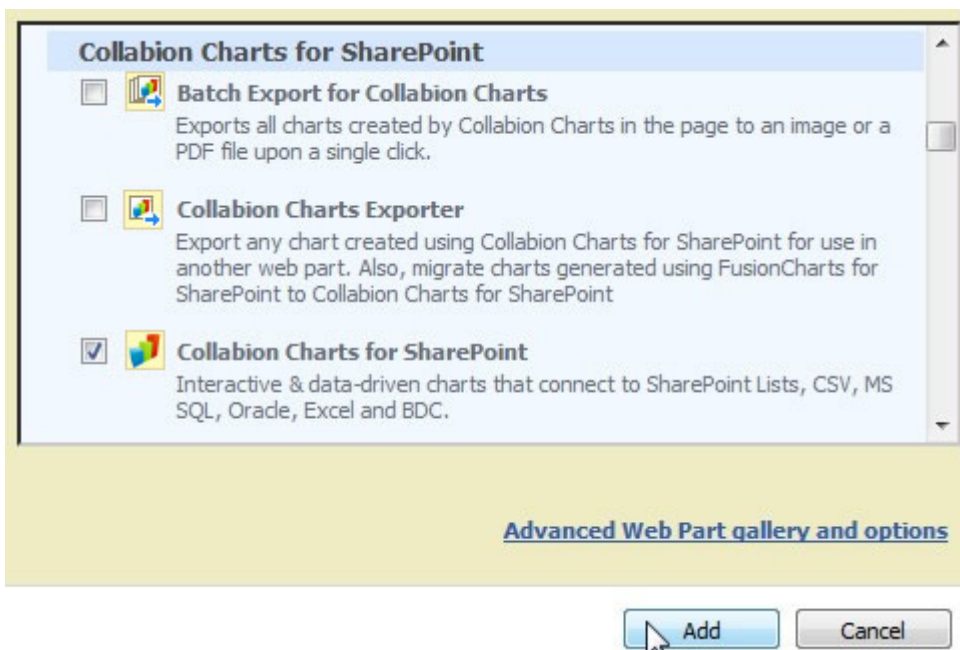 Collabion Charts for SharePoint
Batch Export for Collabion Charts
Exports all charts created by Collabion Charts in the page to an image or a
PDF file upon a single click.
Collabion Charts Exporter
Export any chart created using Collabion Charts for SharePoint for use in
another web part. Also, migrate charts generated using FusionCharts for
SharePoint to Collabion Charts for SharePoint
Collabion Charts for SharePoint
Interactive & data-driven charts that connect to SharePoint Lists, CSV, MS
SQL, Oracle, Excel and BDC.
Advanced Web Part gallery and options
Add Cancel